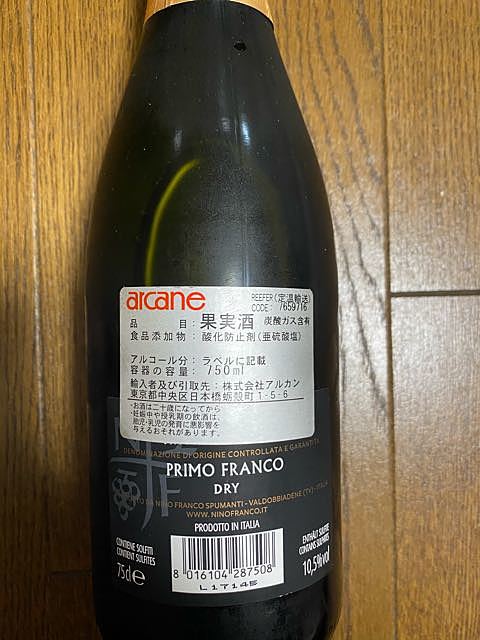 arcane
REEFER(定温輸送)
CODE: 7659716
品 目: 果実酒 炭酸ガス含有
食品添加物: 酸化防止剤(亜硫酸塩)
アルコール分: ラベルに記載
容器の容量: 750ml
輸入者及び引取先: 株式会社アルカン
東京都中央区日本橋蛎殻町1-5-6
・お酒は二十歳になってから
・妊娠中や授乳期の飲酒は、
胎児・乳児の発育に悪影響を
与えるおそれがあります。
DENOMINAZIONE DI ORIGINE CONTROLLATA E GARANTITA
PRIMO FRANCO
DRY
DA NINO FRANCO SPUMANTI - VALDOBBIADENE (TV) - ITALIA
WWW.NINOFRANCO.IT
PRODOTTO IN ITALIA
CONTIENE SOLFITI
CONTAINS SULFITES
75cl e
8 016104 287508
L17145
ENTHÄLT SULFITE
CONTAINS SULPHITES
10,5%vol